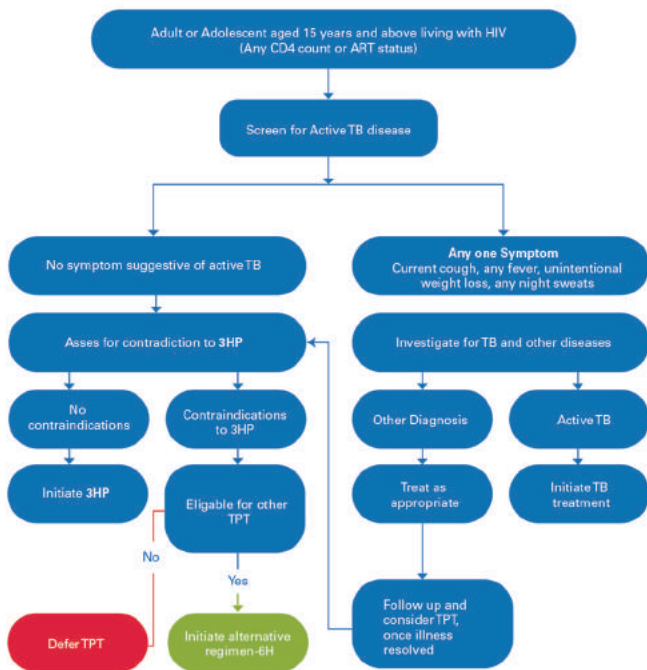 Adult or Adolescent aged 15 years and above living with HIV
(Any CD4 count or ART status)
Screen for Active TB disease
No symptom suggestive of active TB
Any one Symptom
Current cough, any fever, unintentional
weight loss, any night sweats
Asses for contradiction to 3HP
Investigate for TB and other diseases
No
contraindications
Contraindications
to 3HP
Other Diagnosis
Active TB
Initiate 3HP
Eligable for other
TPT
Treat as
appropriate
Initiate TB
treatment
No
Yes
Defer TPT
Initiate alternative
regimen-6H
Follow up and
consider TPT,
once illness
resolved